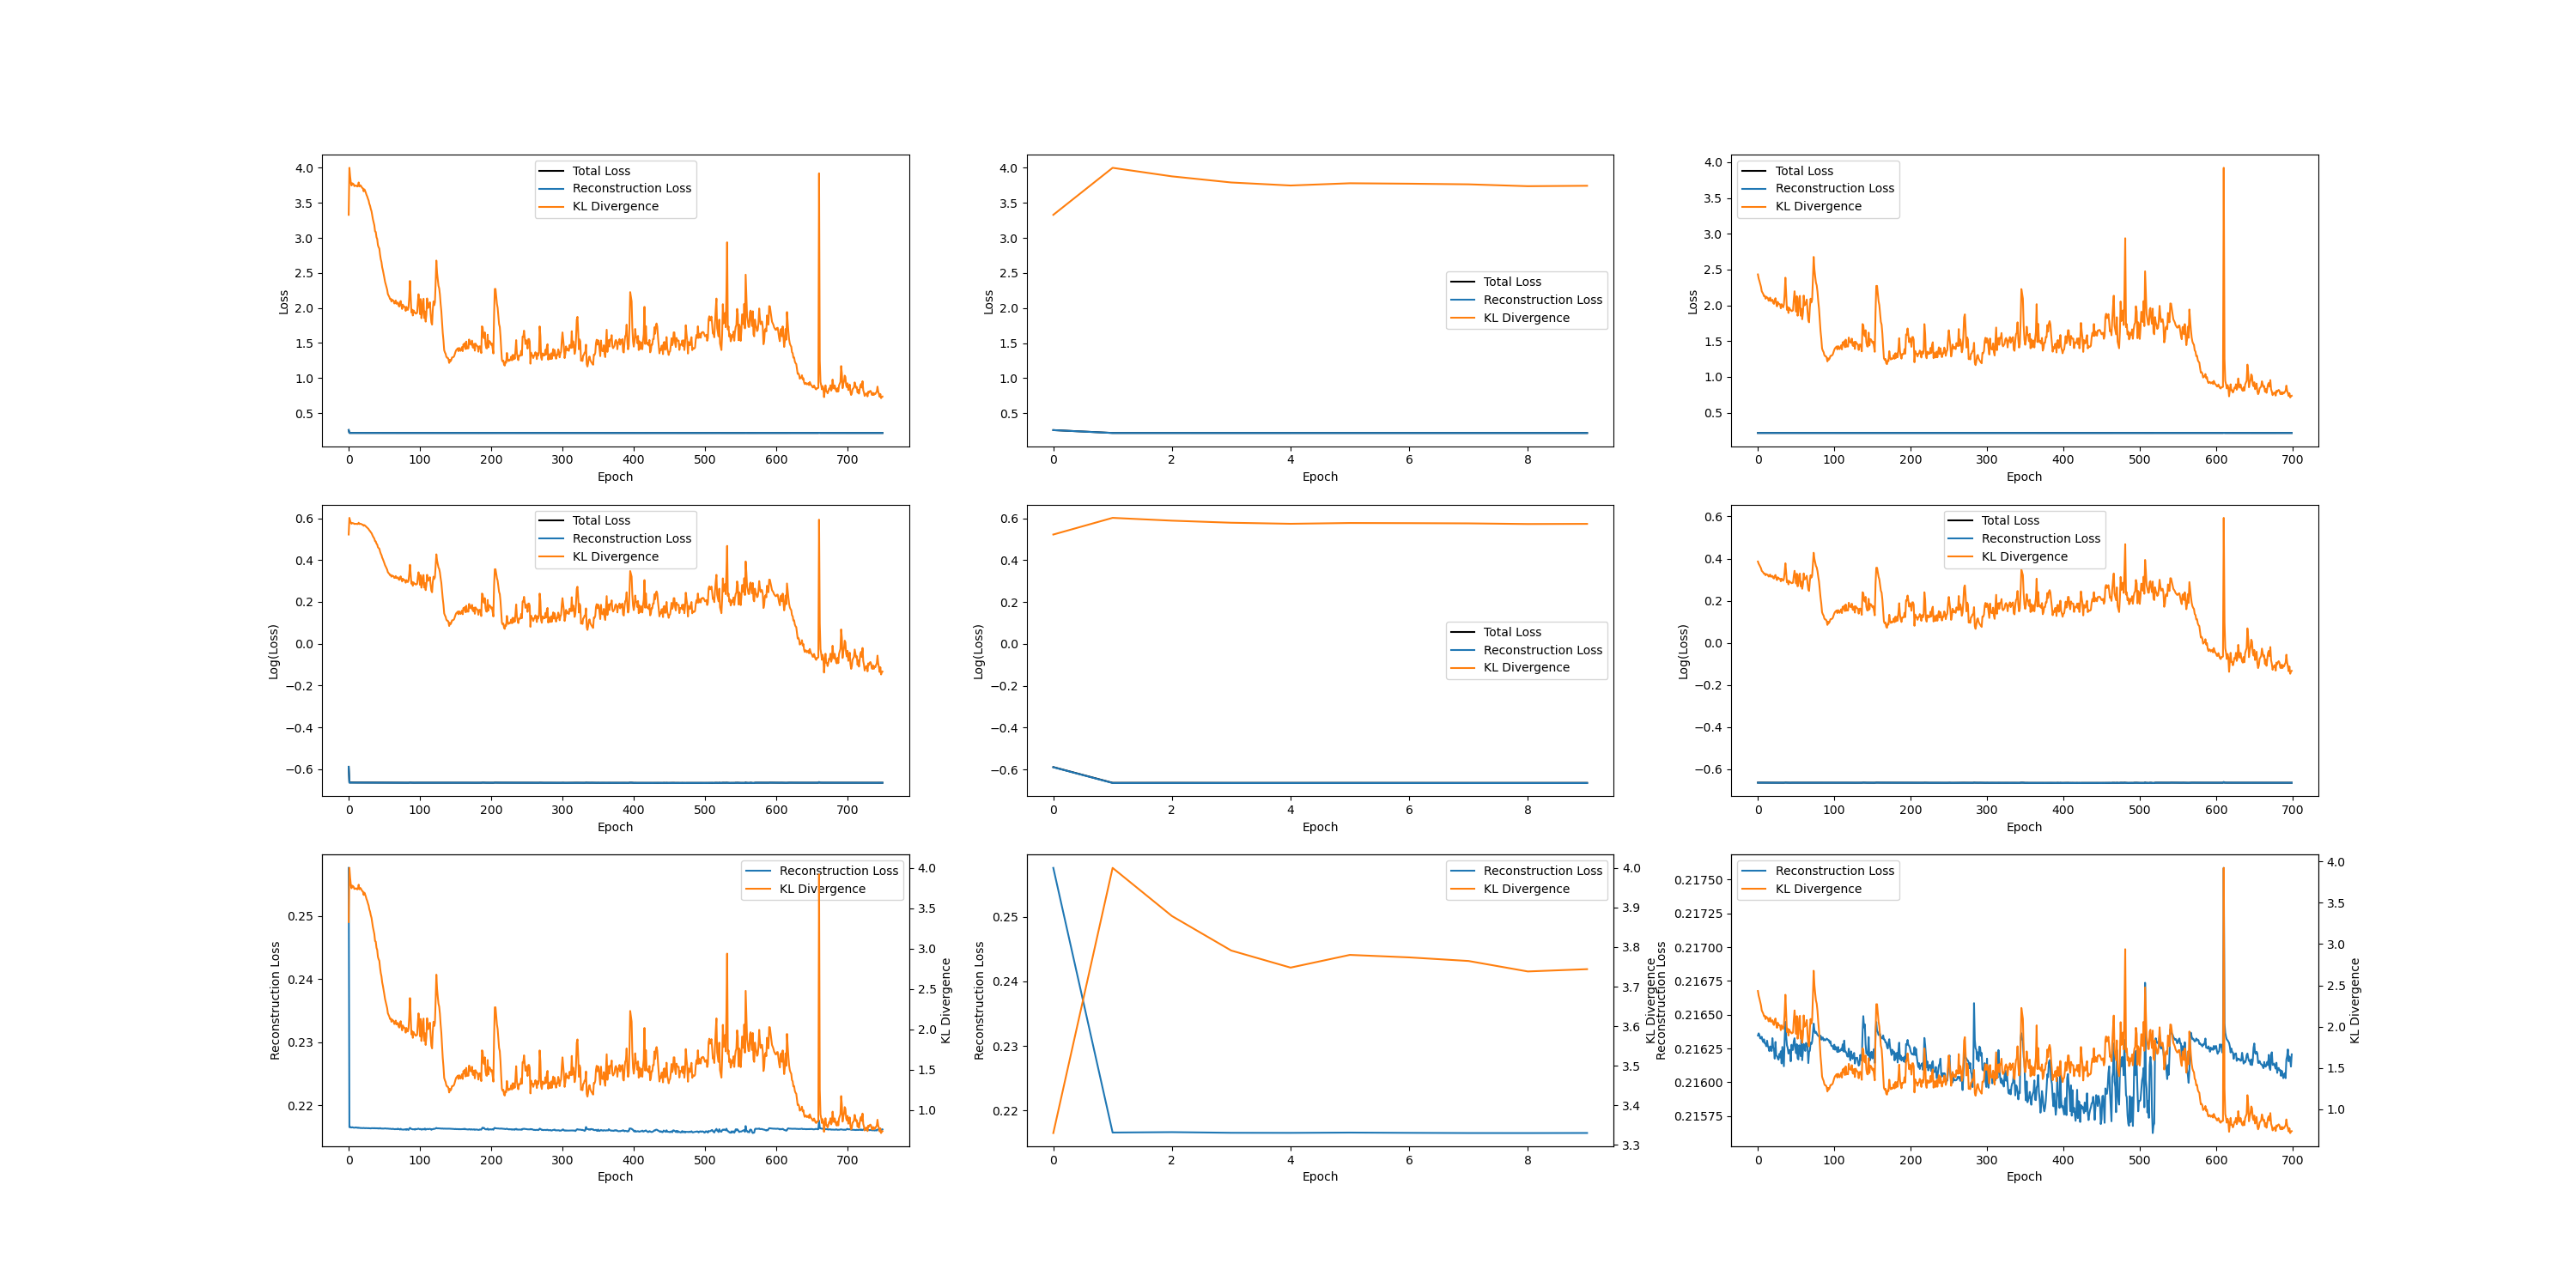 Loss
4.0
3.5
3.0
2.5
2.0
1.5
1.0
0.5
0 100 200 300 400 500 600 700
Epoch
Total Loss
Reconstruction Loss
KL Divergence
Loss
4.0
3.5
3.0
2.5
2.0
1.5
1.0
0.5
0 2 4 6 8
Epoch
Total Loss
Reconstruction Loss
KL Divergence
Loss
4.0
3.5
3.0
2.5
2.0
1.5
1.0
0.5
0 100 200 300 400 500 600 700
Epoch
Total Loss
Reconstruction Loss
KL Divergence
Log(Loss)
0.6
0.4
0.2
0.0
−0.2
−0.4
−0.6
0 100 200 300 400 500 600 700
Epoch
Total Loss
Reconstruction Loss
KL Divergence
Log(Loss)
0.6
0.4
0.2
0.0
−0.2
−0.4
−0.6
0 2 4 6 8
Epoch
Total Loss
Reconstruction Loss
KL Divergence
Log(Loss)
0.6
0.4
0.2
0.0
−0.2
−0.4
−0.6
0 100 200 300 400 500 600 700
Epoch
Total Loss
Reconstruction Loss
KL Divergence
Reconstruction Loss
0.25
0.24
0.23
0.22
0 100 200 300 400 500 600 700
Epoch
Reconstruction Loss
KL Divergence
4.0
3.5
3.0
2.5
2.0
1.5
1.0
KL Divergence
Reconstruction Loss
0.25
0.24
0.23
0.22
0 2 4 6 8
Epoch
Reconstruction Loss
KL Divergence
4.0
3.9
3.8
3.7
3.6
3.5
3.4
3.3
KL Divergence
Reconstruction Loss
0.21750
0.21725
0.21700
0.21675
0.21650
0.21625
0.21600
0.21575
0 100 200 300 400 500 600 700
Epoch
Reconstruction Loss
KL Divergence
4.0
3.5
3.0
2.5
2.0
1.5
1.0
KL Divergence